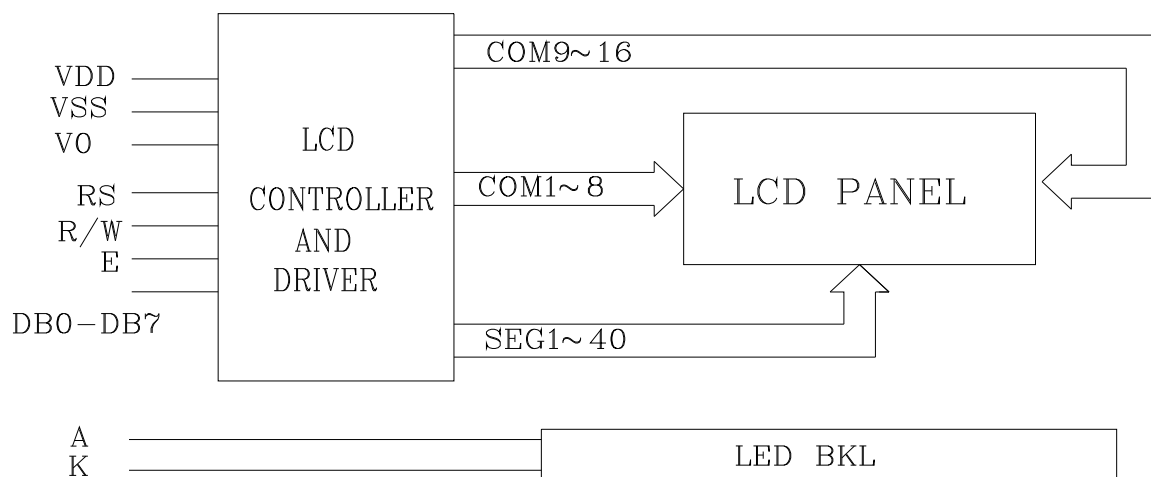 VDD
VSS
VO
RS
R/W
E
DB0-DB7
LCD
CONTROLLER
AND
DRIVER
COM9~16
COM1~8
SEG1~40
LCD PANEL
A
K
LED BKL